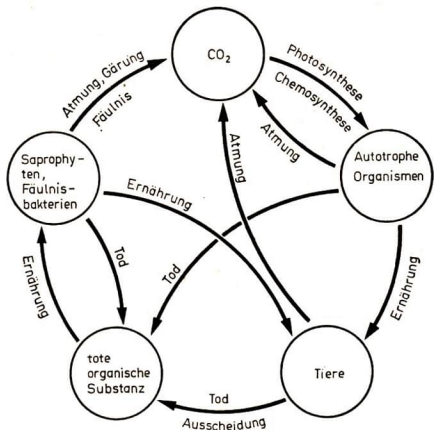 CO₂
Photosynthese
Chemosynthese
Atmung
Atmung, Gärung
Fäulnis
Atmung
Saprophy-
ten,
Fäulnis-
bakterien
Autotrophe
Organismen
Ernährung
Tod
Tod
Ernährung
Ernährung
tote
organische
Substanz
Tiere
Tod
Ausscheidung